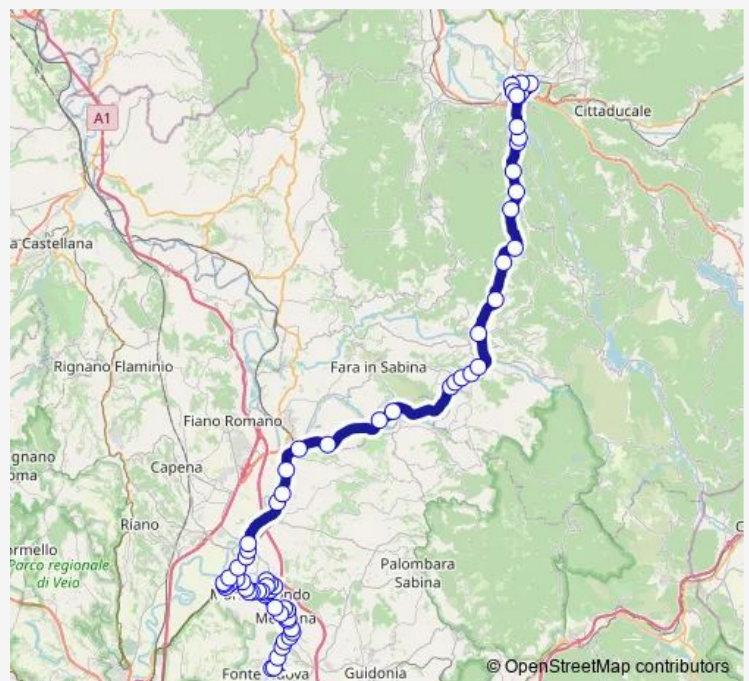 A1
Cittaducale
a Castellana
Rignano Flaminio
Fara in Sabina
Fiano Romano
gnano
oma
Capena
Riano
ormello
Parco regionale
di Veio
Palombara
Sabina
C
© OpenStreetMap contributors
Guidonia